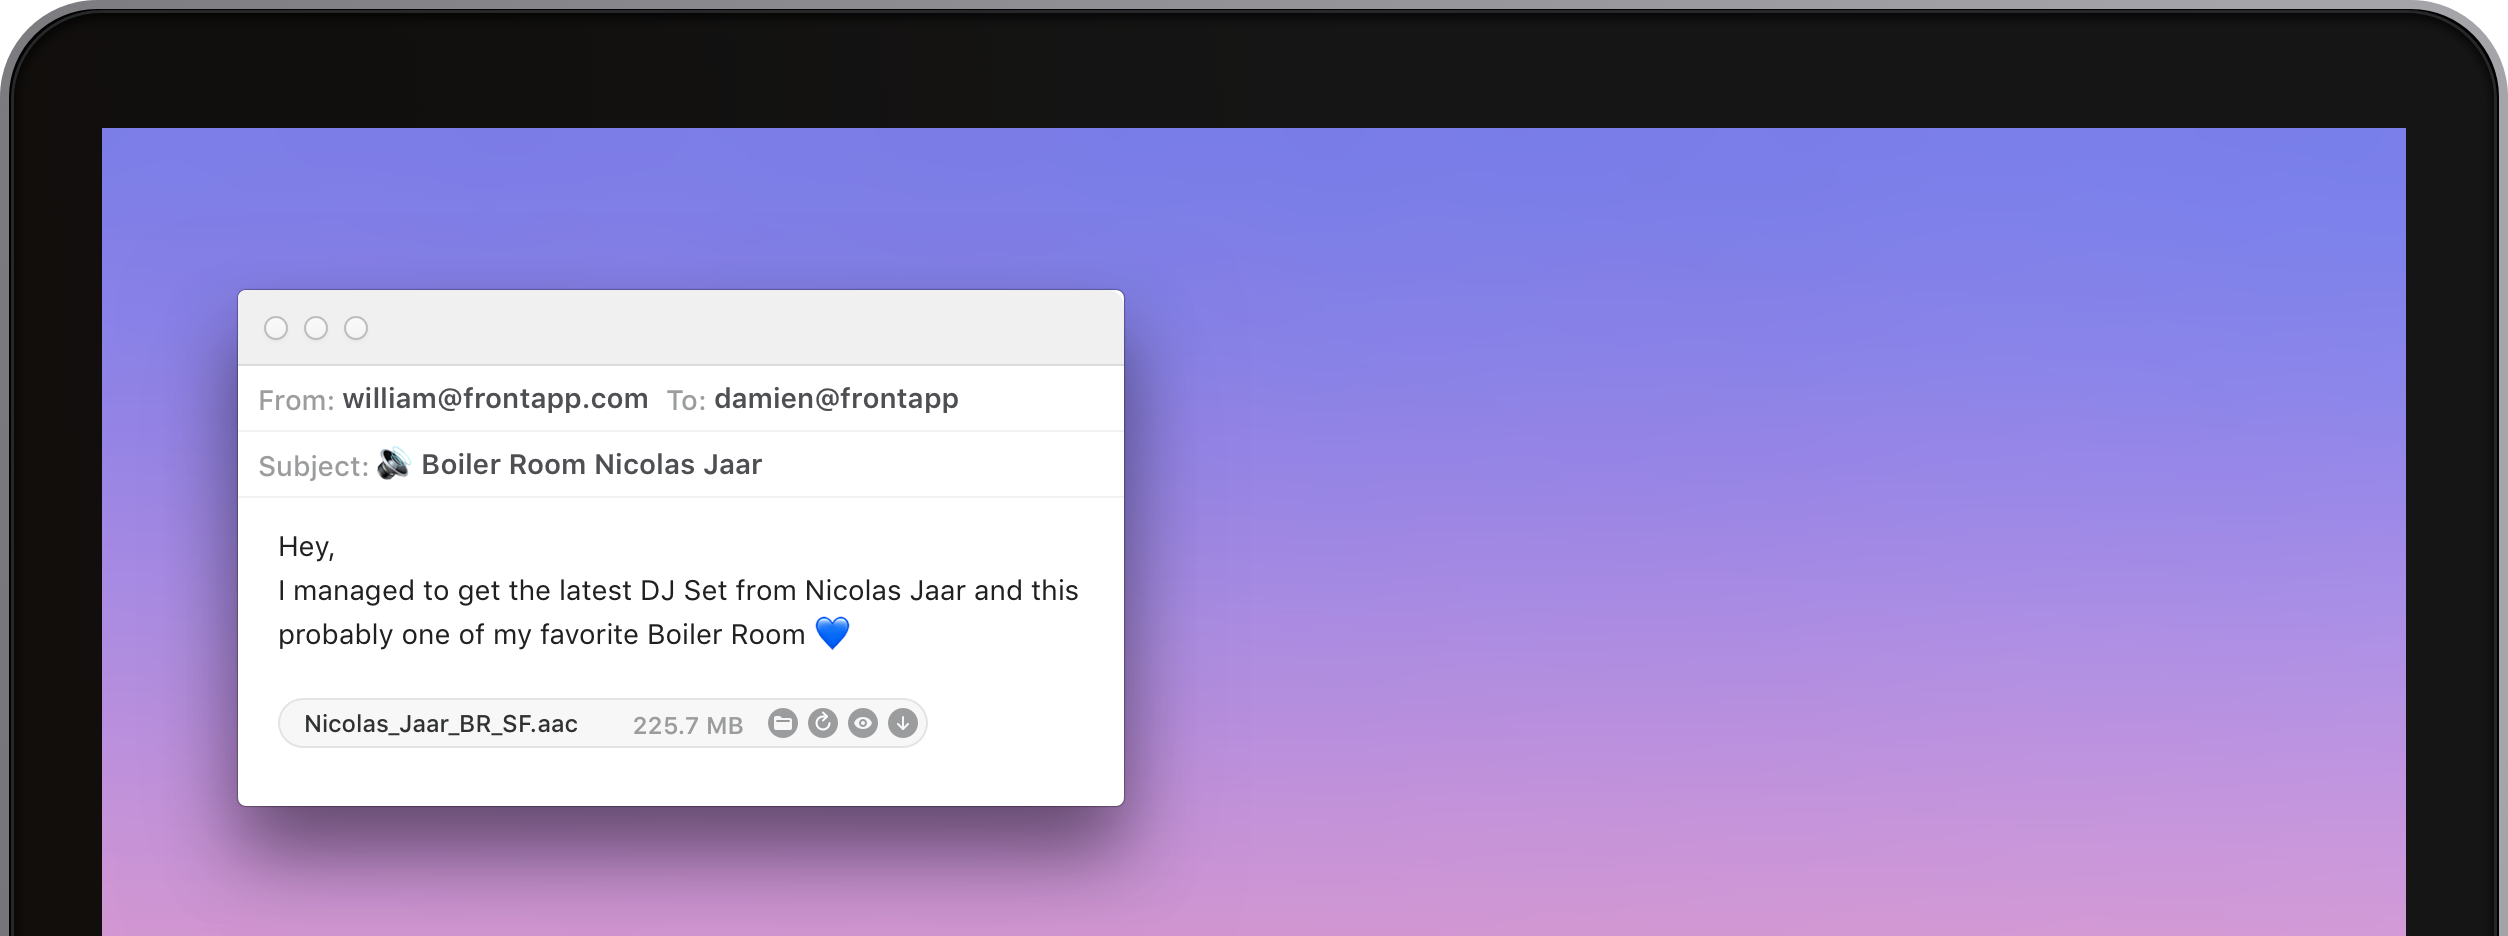 From: william@frontapp.com To: damien@frontapp
Subject: 🔊 Boiler Room Nicolas Jaar
Hey,
I managed to get the latest DJ Set from Nicolas Jaar and this
probably one of my favorite Boiler Room 💙
Nicolas_Jaar_BR_SF.aac 225.7 MB